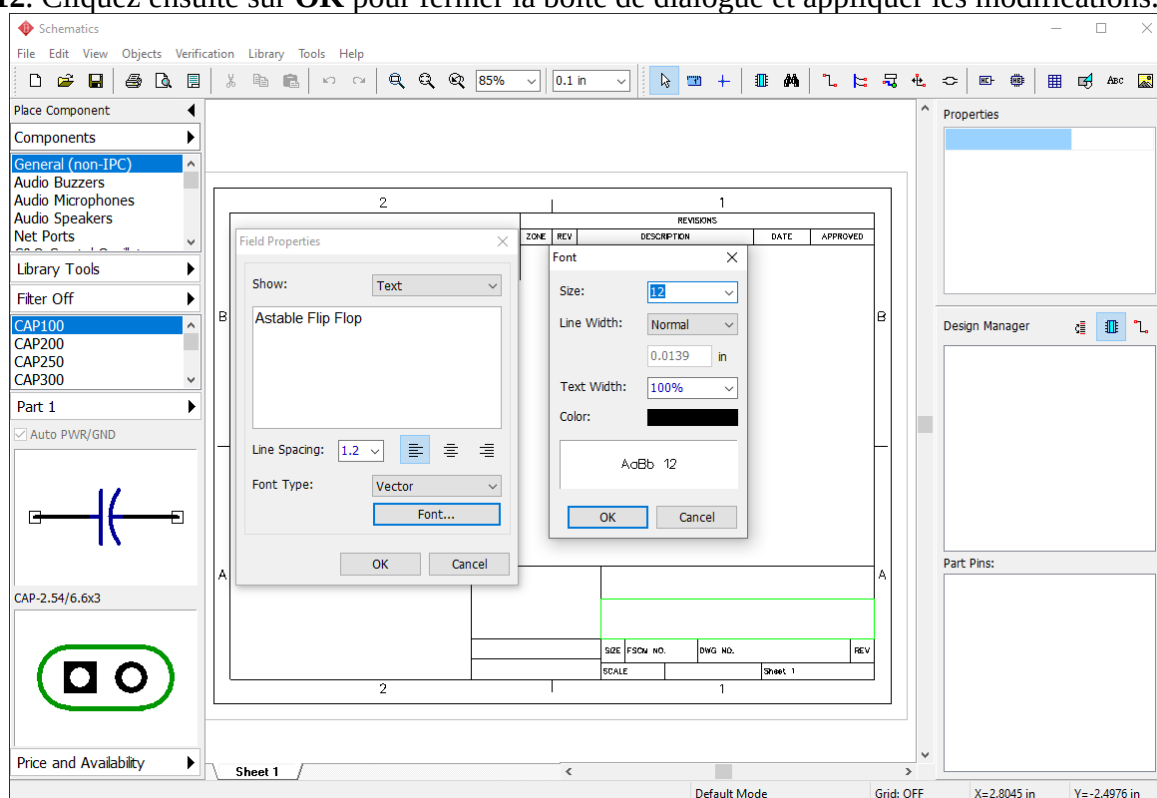 12. Cliquez ensuite sur OK pour fermer la boîte de dialogue et appliquer les modifications.
Schematics
File Edit View Objects Verification Library Tools Help
85% 0.1 in ABC
Place Component
Components
General (non-IPC)
Audio Buzzers
Audio Microphones
Audio Speakers
Net Ports
Library Tools
Filter Off
CAP100
CAP200
CAP250
CAP300
Part 1
Auto PWR/GND
CAP-2.54/6.6x3
Price and Availability
2 1
REVISIONS
ZONE REV DESCRIPTION DATE APPROVED
B B
A A
Field Properties
Show: Text
Astable Flip Flop
Line Spacing: 1.2
Font Type: Vector
Font...
OK Cancel
Font
Size: 12
Line Width: Normal
0.0139 in
Text Width: 100%
Color:
AaBb 12
OK Cancel
SIZE FSCM NO. DWG NO. REV
SCALE Sheet 1
2 1
Sheet 1
Properties
Design Manager
Part Pins:
Default Mode Grid: OFF X=2.8045 in Y=-2.4976 in